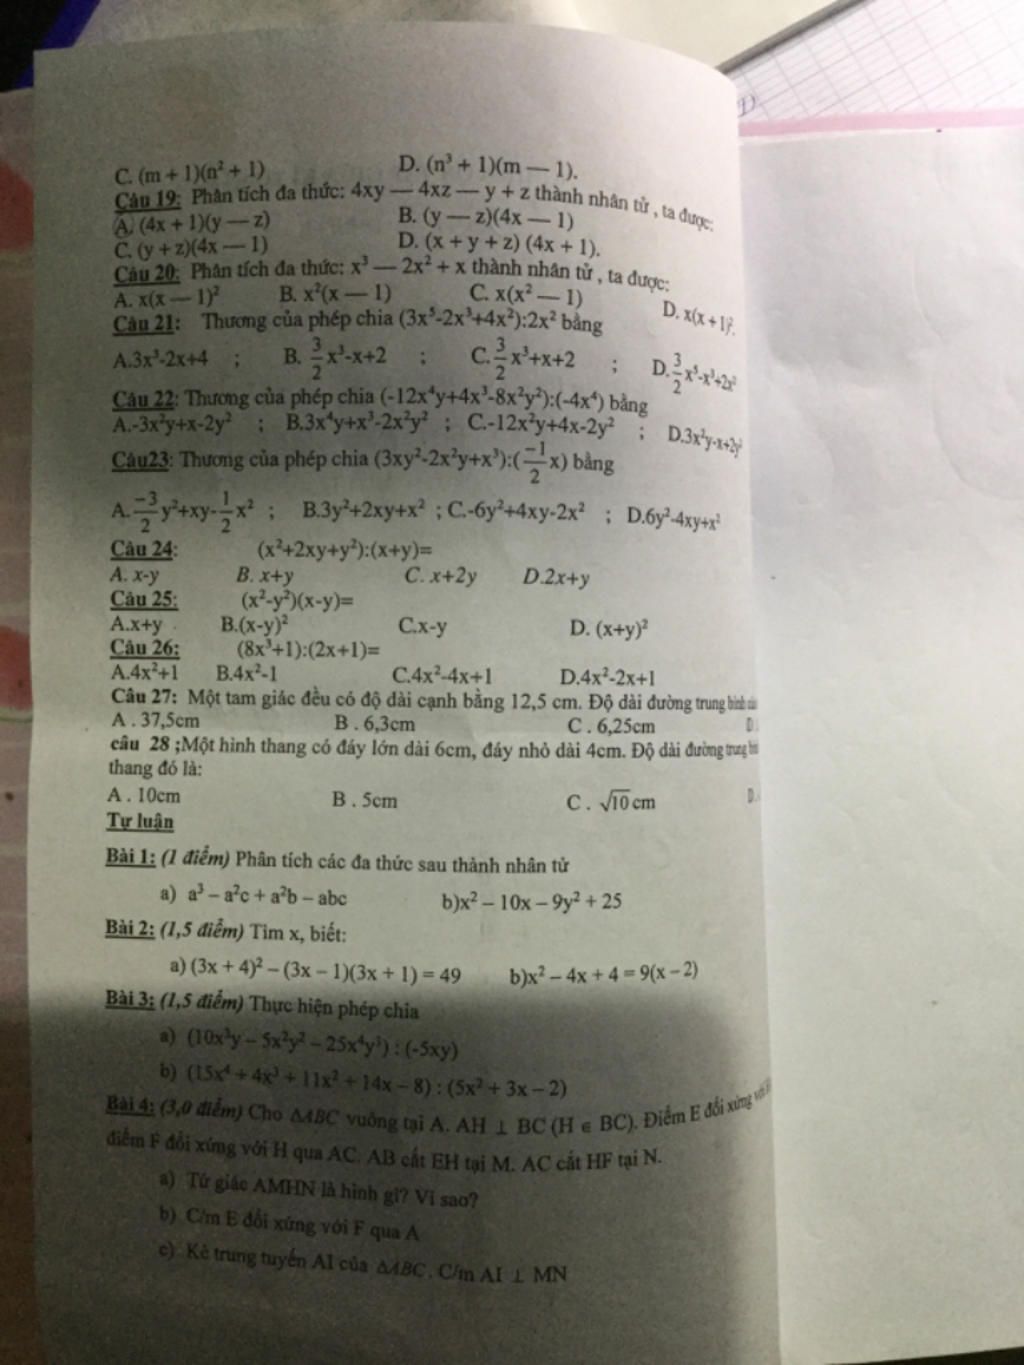 C. (m + 1)(n² + 1) D. (n³ + 1)(m — 1).
Câu 19: Phân tích đa thức: 4xy — 4xz — y + z thành nhân tử , ta được:
A. (4x + 1)(y — z) B. (y — z)(4x — 1)
C. (y + z)(4x — 1) D. (x + y + z) (4x + 1).
Câu 20: Phân tích đa thức: x³ — 2x² + x thành nhân tử , ta được:
A. x(x — 1)² B. x²(x — 1) C. x(x² — 1) D. x(x + 1)².
Câu 21: Thương của phép chia (3x⁵-2x³+4x²):2x² bằng
A.3x³-2x+4 ; B. 3/2x³-x+2 ; C. 3/2x³+x+2 ; D. 3/2x⁵-x³+2x²
Câu 22: Thương của phép chia (-12x⁴y+4x³-8x²y²):(-4x⁴) bằng
A.-3x²y+x-2y² ; B.3x⁴y+x³-2x²y² ; C.-12x²y+4x-2y² ; D.3x²y-x+2y²
Câu23: Thương của phép chia (3xy²-2x²y+x³):(-1/2x) bằng
A. -3/2y²+xy-1/2x² ; B.3y²+2xy+x² ; C.-6y²+4xy-2x² ; D.6y²-4xy+x²
Câu 24: (x²+2xy+y²):(x+y)=
A. x-y B. x+y C. x+2y D.2x+y
Câu 25: (x²-y²)(x-y)=
A.x+y B.(x-y)² C.x-y D. (x+y)²
Câu 26: (8x³+1):(2x+1)=
A.4x²+1 B.4x²-1 C.4x²-4x+1 D.4x²-2x+1
Câu 27: Một tam giác đều có độ dài cạnh bằng 12,5 cm. Độ dài đường trung bình
A . 37,5cm B . 6,3cm C . 6,25cm D
câu 28 ;Một hình thang có đáy lớn dài 6cm, đáy nhỏ dài 4cm. Độ dài đường trung
thang đó là:
A . 10cm B . 5cm C . √10 cm D.
Tự luận
Bài 1: (1 điểm) Phân tích các đa thức sau thành nhân tử
a) a³ – a²c + a²b – abc b)x² – 10x – 9y² + 25
Bài 2: (1,5 điểm) Tìm x, biết:
a) (3x + 4)² – (3x – 1)(3x + 1) = 49 b)x² – 4x + 4 = 9(x – 2)
Bài 3: (1,5 điểm) Thực hiện phép chia
a) (10x³y – 5x²y² – 25x⁴y³) : (-5xy)
b) (15x⁴ + 4x³ + 11x² + 14x – 8) : (5x² + 3x – 2)
Bài 4: (3,0 điểm) Cho ΔABC vuông tại A. AH ⊥ BC (H ∈ BC). Điểm E đối xứng với
điểm F đối xứng với H qua AC. AB cắt EH tại M. AC cắt HF tại N.
a) Tứ giác AMHN là hình gì? Vì sao?
b) C/m E đối xứng với F qua A
c) Kẻ trung tuyến AI của ΔABC . C/m AI ⊥ MN